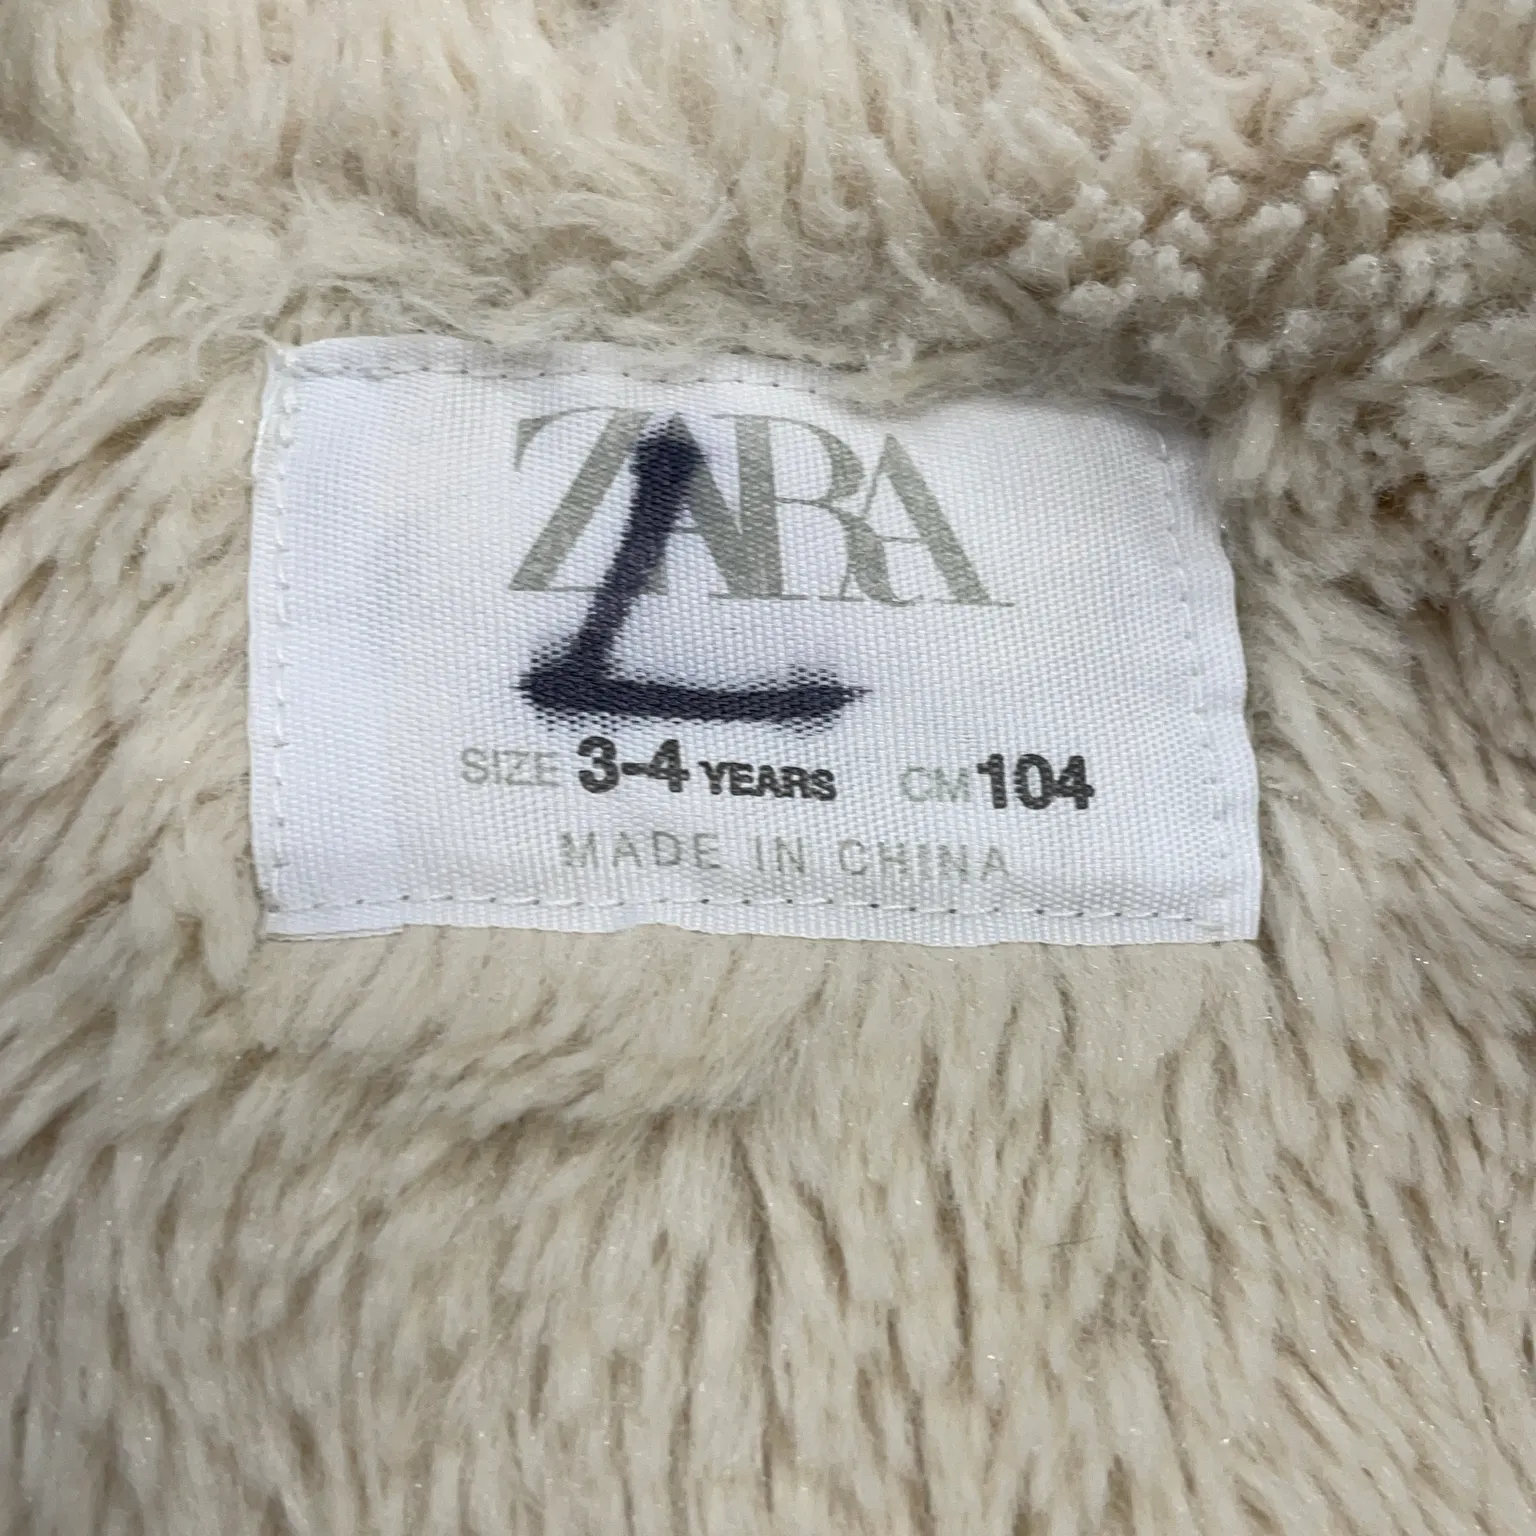 ZARA
L
SIZE 3-4 YEARS CM 104
MADE IN CHINA